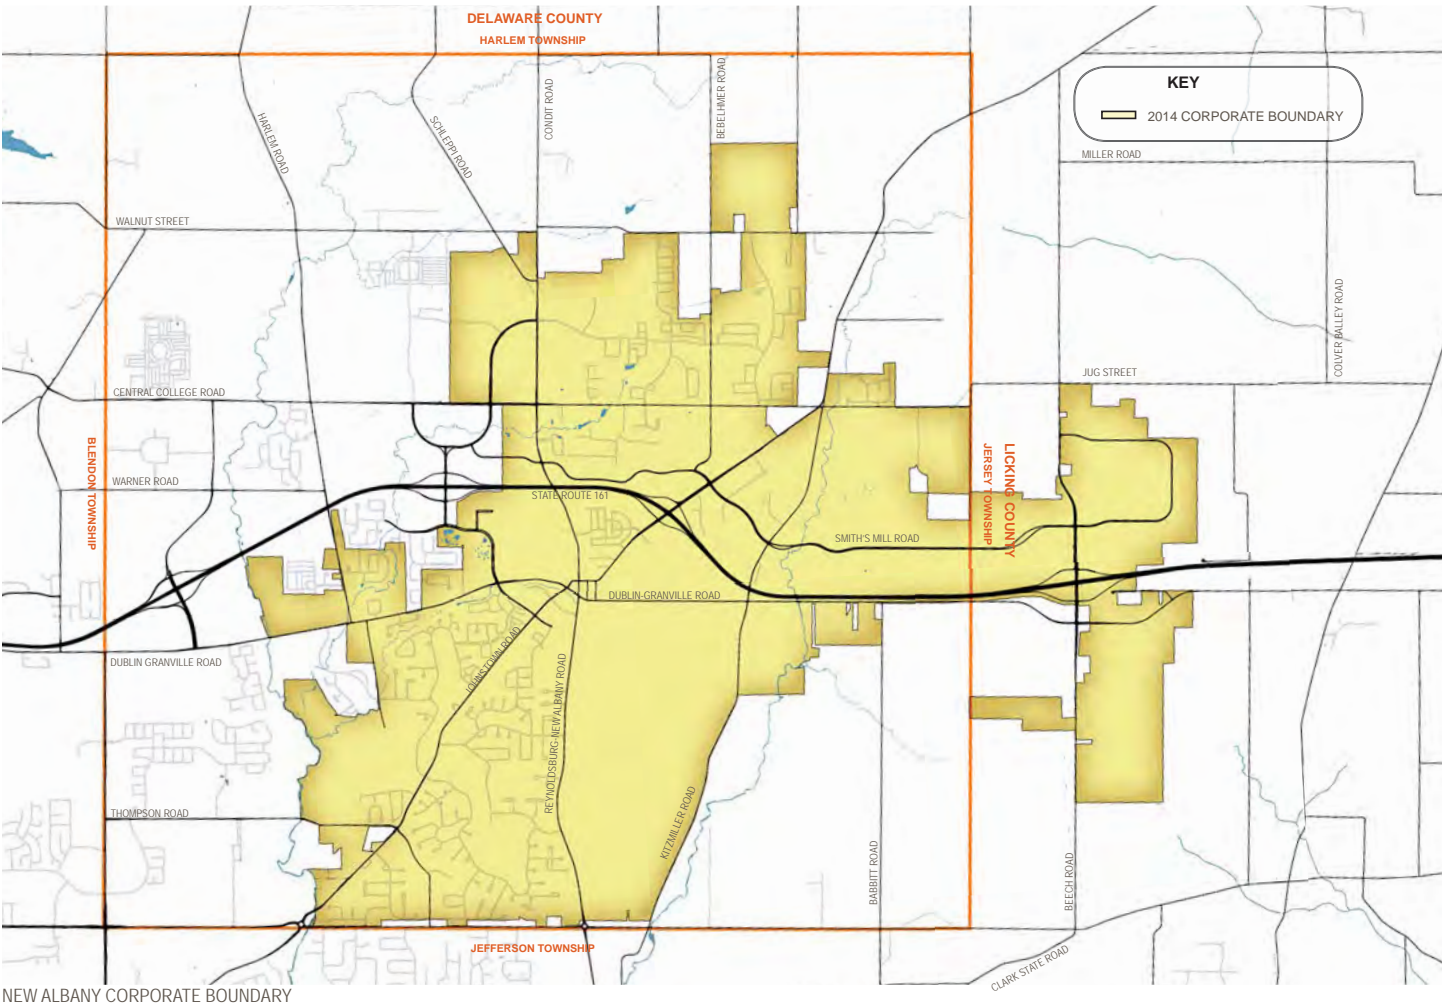 DELAWARE COUNTY
HARLEM TOWNSHIP
KEY
2014 CORPORATE BOUNDARY
HARLEM ROAD
SCHLEPPI ROAD
CONDIT ROAD
BEBELHMER ROAD
MILLER ROAD
WALNUT STREET
COLVER BALLEY ROAD
JUG STREET
CENTRAL COLLEGE ROAD
BLENDON TOWNSHIP
WARNER ROAD
STATE ROUTE 161
LICKING COUNTY
JERSEY TOWNSHIP
SMITH'S MILL ROAD
DUBLIN-GRANVILLE ROAD
DUBLIN GRANVILLE ROAD
JOHNSTOWN ROAD
REYNOLDSBURG-NEW ALBANY ROAD
THOMPSON ROAD
KITZMILLER ROAD
BABBITT ROAD
BEECH ROAD
JEFFERSON TOWNSHIP
CLARK STATE ROAD
NEW ALBANY CORPORATE BOUNDARY